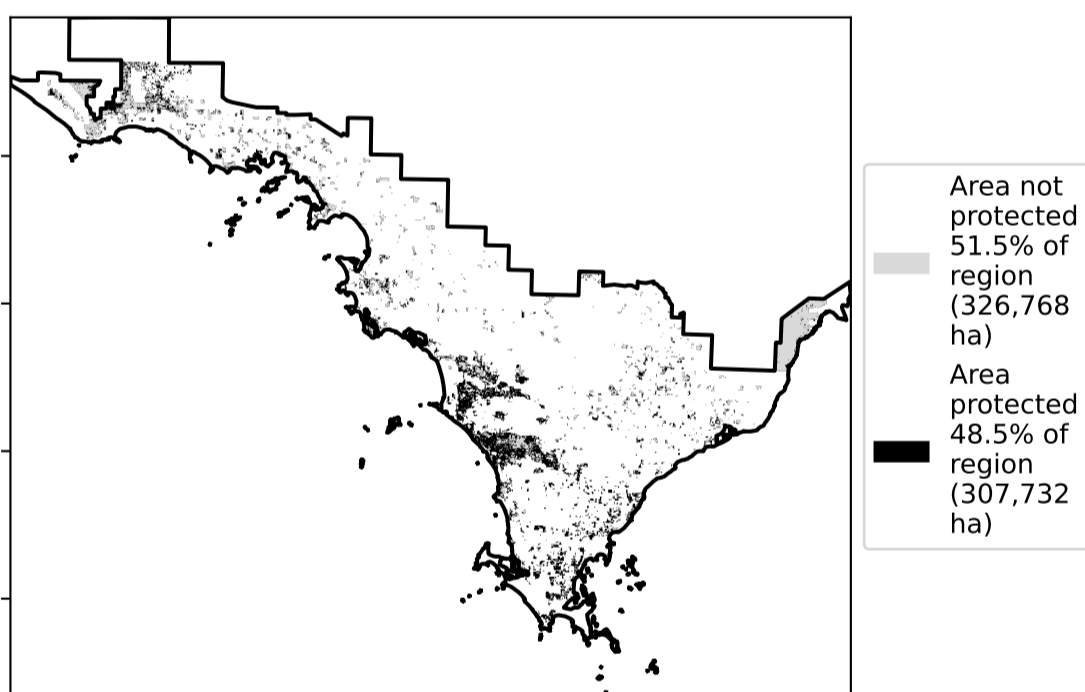 Area not
protected
51.5% of
region
(326,768
ha)
Area
protected
48.5% of
region
(307,732
ha)